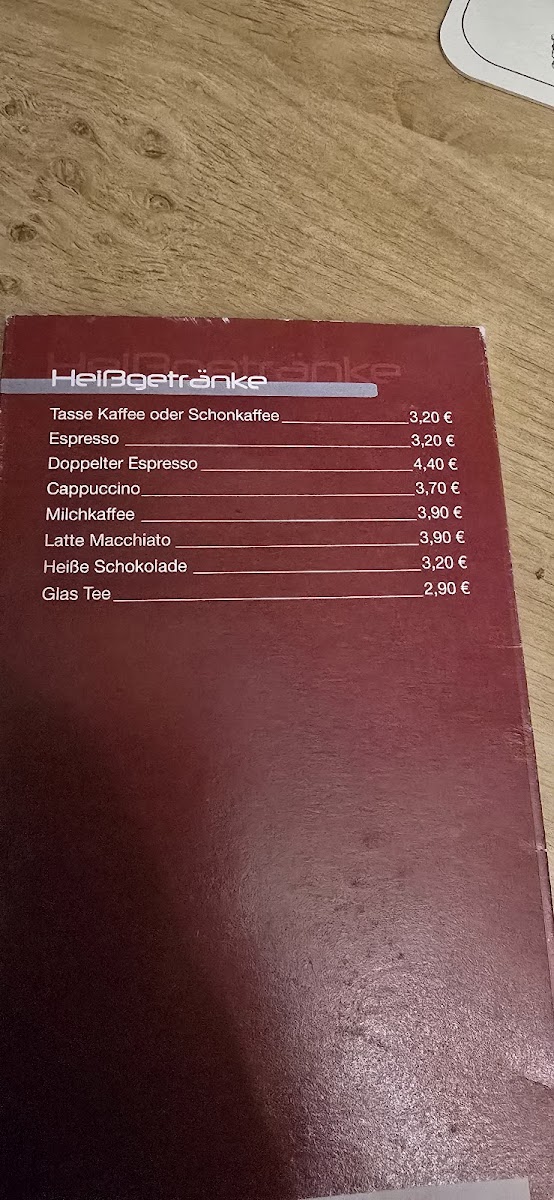 Heißgetränke
Tasse Kaffee oder Schonkaffee 3,20 €
Espresso 3,20 €
Doppelter Espresso 4,40 €
Cappuccino 3,70 €
Milchkaffee 3,90 €
Latte Macchiato 3,90 €
Heiße Schokolade 3,20 €
Glas Tee 2,90 €